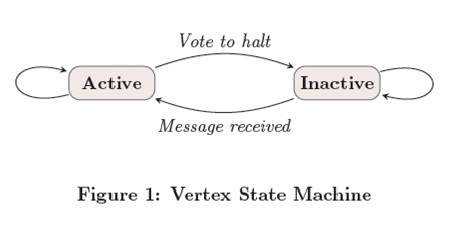 Vote to halt
Active
Inactive
Message received
Figure 1: Vertex State Machine